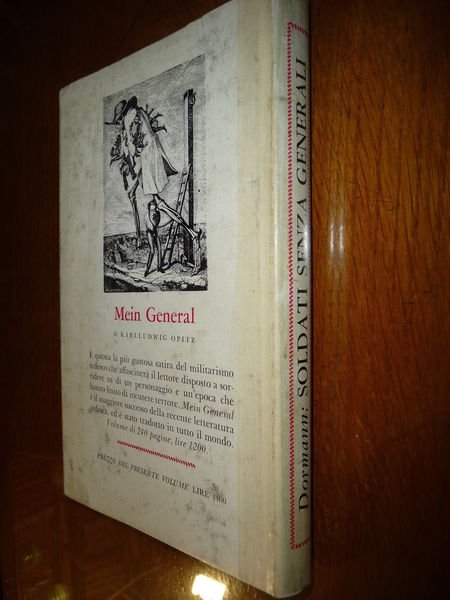 Mein General
di KARLLUDWIG OPITZ
È questa la più gustosa satira del militarismo
tedesco che affascinerà il lettore disposto a sor-
ridere su di un personaggio e un'epoca che
hanno finito di incutere terrore. Mein General
è il maggiore successo della recente letteratura
tedesca, ed è stato tradotto in tutto il mondo.
Volume di 240 pagine, lire 1200.
PREZZO DEL PRESENTE VOLUME LIRE 1400
Dormann: SOLDATI SENZA GENERALI